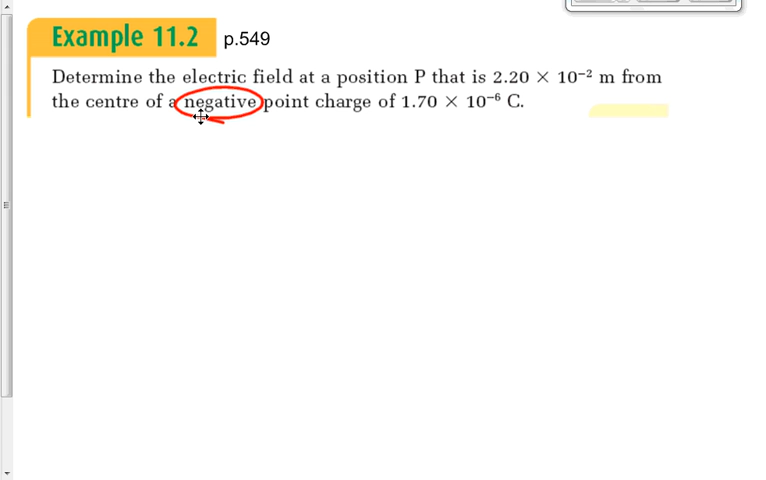 Example 11.2 p.549
Determine the electric field at a position P that is 2.20 × 10⁻² m from
the centre of a negative point charge of 1.70 × 10⁻⁶ C.